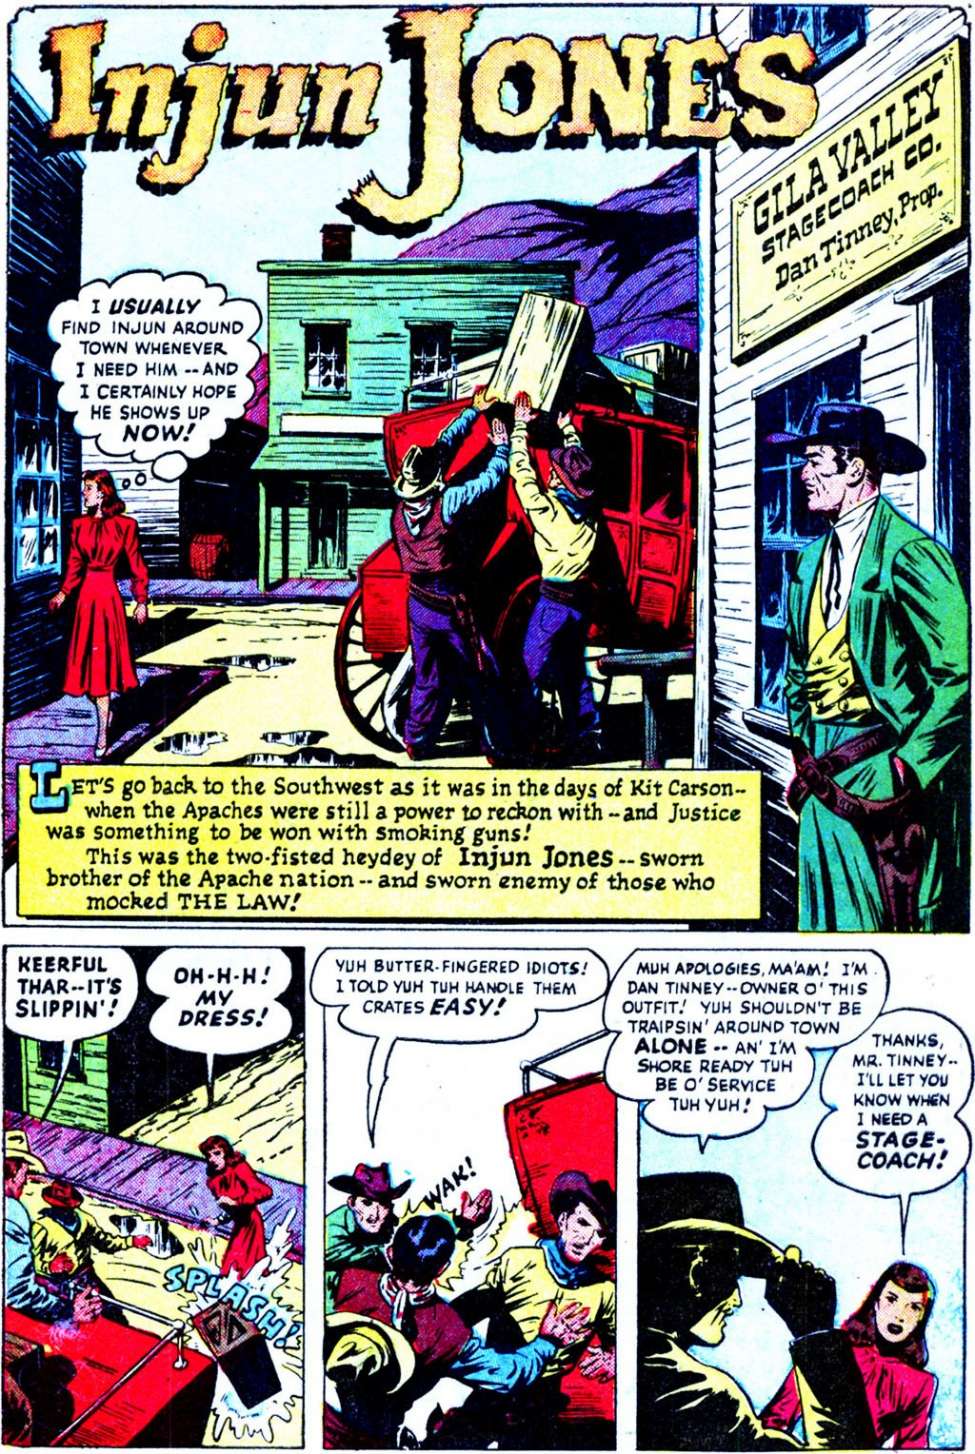 Injun JONES
GILA VALLEY
STAGECOACH CO.
Dan Tinney, Prop.
I USUALLY
FIND INJUN AROUND
TOWN WHENEVER
I NEED HIM -- AND
I CERTAINLY HOPE
HE SHOWS UP
NOW!
LET'S go back to the Southwest as it was in the days of Kit Carson--
when the Apaches were still a power to reckon with -- and Justice
was something to be won with smoking guns!
This was the two-fisted heydey of Injun Jones -- sworn
brother of the Apache nation -- and sworn enemy of those who
mocked THE LAW!
KEERFUL
THAR--IT'S
SLIPPIN'!
OH-H-H!
MY
DRESS!
SPLASH!
YUH BUTTER-FINGERED IDIOTS!
I TOLD YUH TUH HANDLE THEM
CRATES EASY!
WAK!
MUH APOLOGIES, MA'AM! I'M
DAN TINNEY--OWNER O' THIS
OUTFIT! YUH SHOULDN'T BE
TRAIPSIN' AROUND TOWN
ALONE -- AN' I'M
SHORE READY TUH
BE O' SERVICE
TUH YUH!
THANKS,
MR. TINNEY--
I'LL LET YOU
KNOW WHEN
I NEED A
STAGE-
COACH!